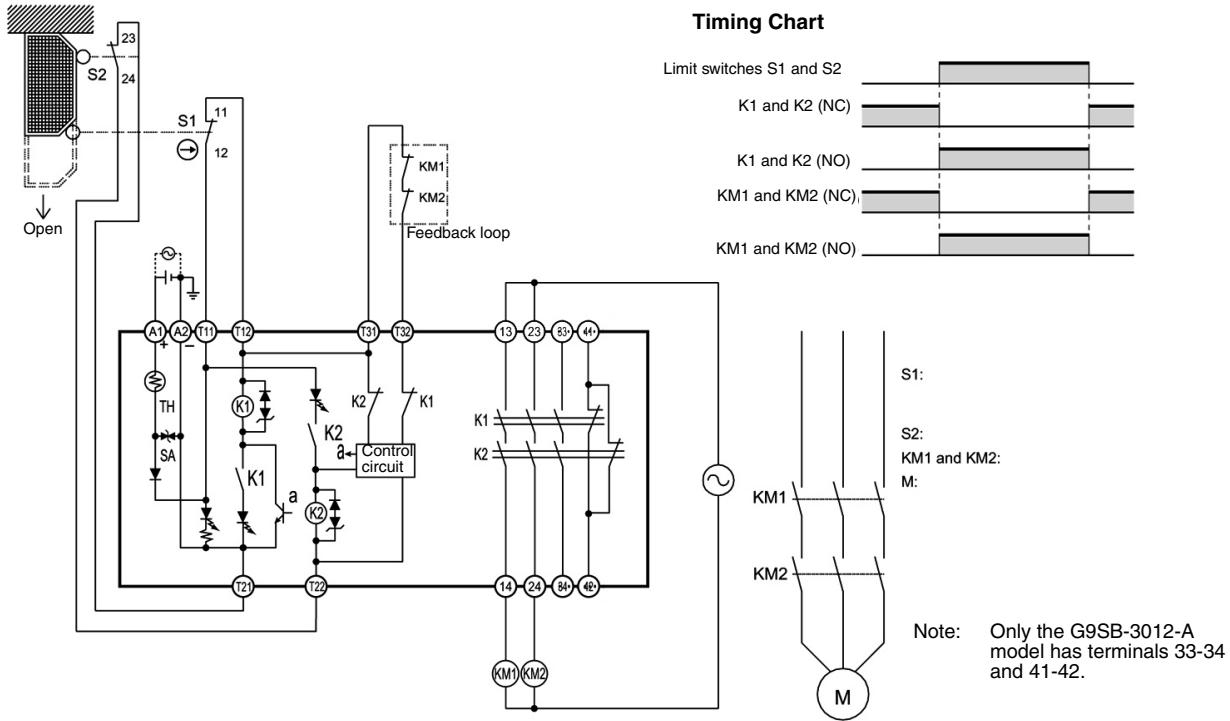 Timing Chart
Limit switches S1 and S2
K1 and K2 (NC)
K1 and K2 (NO)
KM1 and KM2 (NC)
KM1 and KM2 (NO)
23
S2
24
11
S1
12
Open
KM1
KM2
Feedback loop
A1
A2
T11
T12
T31
T32
13
23
33
41
+
−
TH
SA
K1
K1
K2
a
K2
K2
K1
a
Control
circuit
K1
K2
T21
T22
14
24
34
42
KM1
KM2
S1:
S2:
KM1 and KM2:
M:
KM1
KM2
M
Note: Only the G9SB-3012-A
model has terminals 33-34
and 41-42.